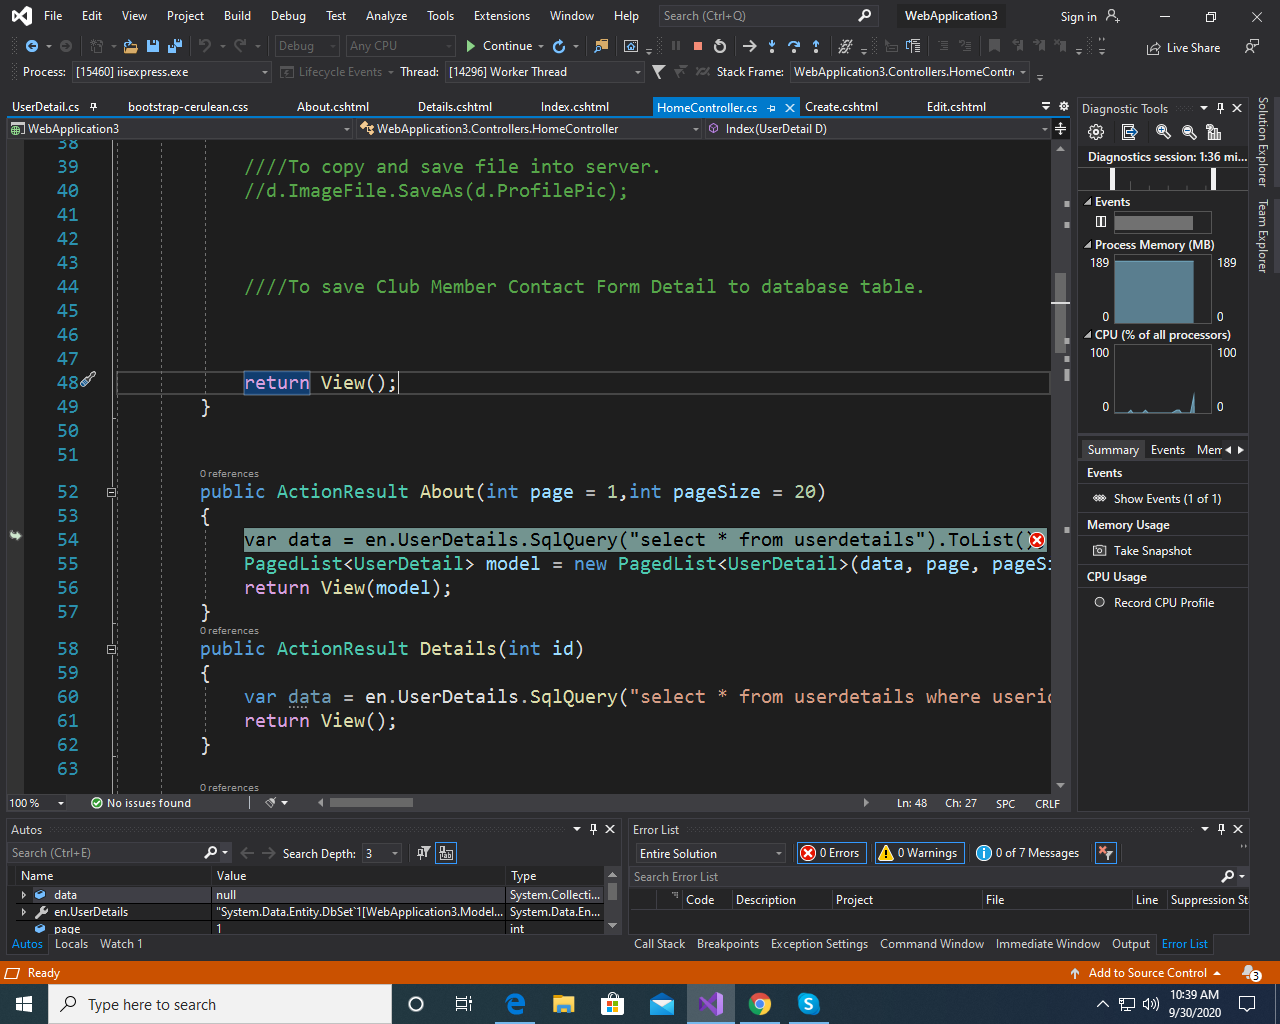 File Edit View Project Build Debug Test Analyze Tools Extensions Window Help Search (Ctrl+Q) WebApplication3 Sign in
Debug Any CPU Continue Live Share
Process: [15460] iisexpress.exe Lifecycle Events Thread: [14296] Worker Thread Stack Frame: WebApplication3.Controllers.HomeContr
UserDetail.cs bootstrap-cerulean.css About.cshtml Details.cshtml Index.cshtml HomeController.cs Create.cshtml Edit.cshtml
WebApplication3 WebApplication3.Controllers.HomeController Index(UserDetail D)
38
39 ////To copy and save file into server.
40 //d.ImageFile.SaveAs(d.ProfilePic);
41
42
43
44 ////To save Club Member Contact Form Detail to database table.
45
46
47
48 return View();
49 }
50
51
0 references
52 public ActionResult About(int page = 1,int pageSize = 20)
53 {
54 var data = en.UserDetails.SqlQuery("select * from userdetails").ToList()
55 PagedList<UserDetail> model = new PagedList<UserDetail>(data, page, pageSi
56 return View(model);
57 }
0 references
58 public ActionResult Details(int id)
59 {
60 var data = en.UserDetails.SqlQuery("select * from userdetails where useric
61 return View();
62 }
63
0 references
100 % No issues found Ln: 48 Ch: 27 SPC CRLF
Diagnostic Tools
Diagnostics session: 1:36 mi...
Events
Process Memory (MB)
189 189
0 0
CPU (% of all processors)
100 100
0 0
Summary Events Mem
Events
Show Events (1 of 1)
Memory Usage
Take Snapshot
CPU Usage
Record CPU Profile
Solution Explorer
Team Explorer
Autos
Search (Ctrl+E) Search Depth: 3
Name Value Type
data null System.Collecti...
en.UserDetails "System.Data.Entity.DbSet`1[WebApplication3.Model... System.Data.En...
page 1 int
Autos Locals Watch 1
Error List
Entire Solution 0 Errors 0 Warnings 0 of 7 Messages
Search Error List
Code Description Project File Line Suppression St
Call Stack Breakpoints Exception Settings Command Window Immediate Window Output Error List
Ready Add to Source Control 3
Type here to search
10:39 AM
9/30/2020